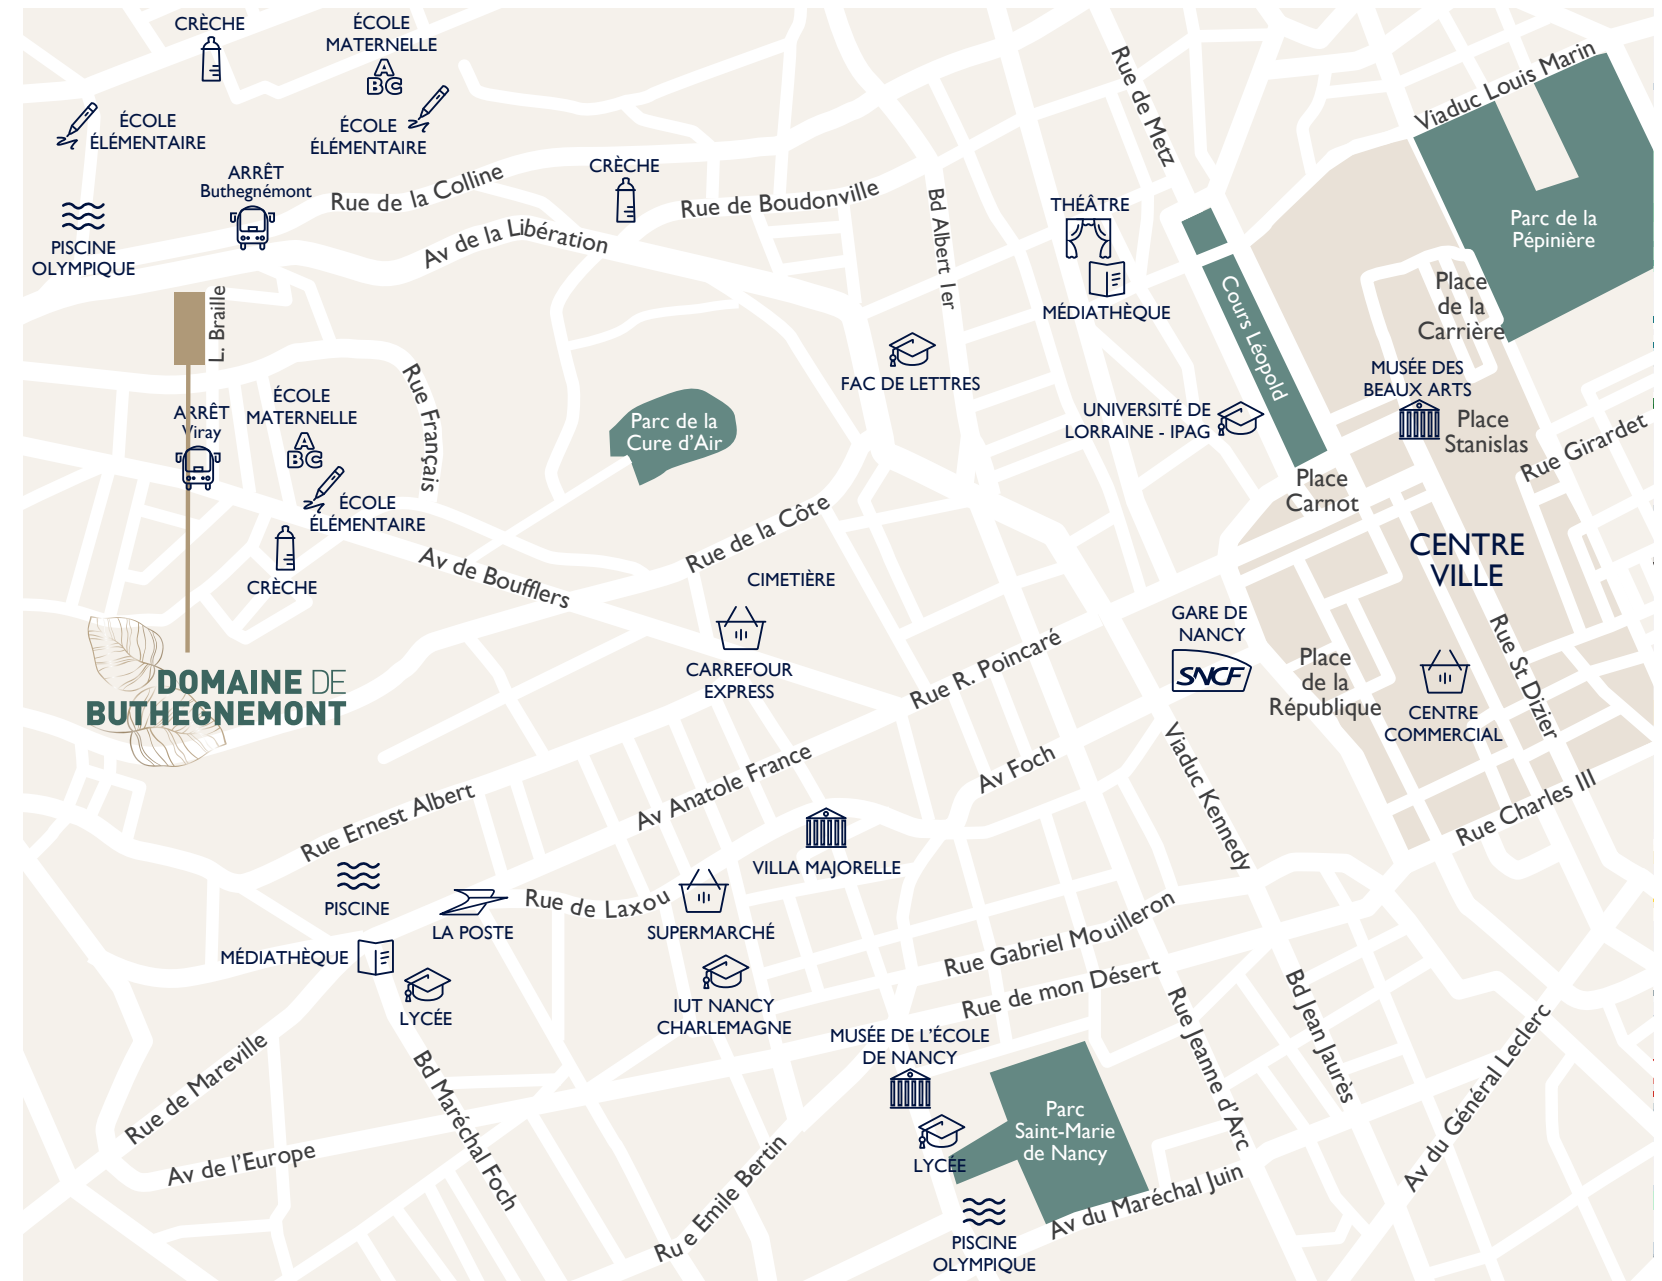 CRÈCHE
ÉCOLE
MATERNELLE
A
BC
ÉCOLE
ÉLÉMENTAIRE
ÉCOLE
ÉLÉMENTAIRE
ARRÊT
Buthegnémont
PISCINE
OLYMPIQUE
Rue de la Colline
Av de la Libération
CRÈCHE
Rue de Boudonville
Bd Albert 1er
Rue de Metz
THÉÂTRE
MÉDIATHÈQUE
Viaduc Louis Marin
Parc de la
Pépinière
Cours Léopold
Place
de la
Carrière
L. Braille
ARRÊT
Viray
ÉCOLE
MATERNELLE
A
BC
Rue Français
ÉCOLE
ÉLÉMENTAIRE
CRÈCHE
Parc de la
Cure d'Air
FAC DE LETTRES
UNIVERSITÉ DE
LORRAINE - IPAG
MUSÉE DES
BEAUX ARTS
Place
Stanislas
Rue Girardet
Place
Carnot
CENTRE
VILLE
Av de Boufflers
Rue de la Côte
CIMETIÈRE
CARREFOUR
EXPRESS
Rue R. Poincaré
GARE DE
NANCY
SNCF
Place
de la
République
CENTRE
COMMERCIAL
Rue St Dizier
DOMAINE DE
BUTHEGNEMONT
Rue Ernest Albert
Av Anatole France
Av Foch
Viaduc Kennedy
Rue Charles III
VILLA MAJORELLE
PISCINE
LA POSTE
Rue de Laxou
SUPERMARCHÉ
MÉDIATHÈQUE
LYCÉE
IUT NANCY
CHARLEMAGNE
Rue Gabriel Mouilleron
Rue de mon Désert
MUSÉE DE L'ÉCOLE
DE NANCY
Rue Jeanne d'Arc
Bd Jean Jaurès
Av du Général Leclerc
Rue de Mareville
Av de l'Europe
Bd Maréchal Foch
Rue Emile Bertin
Parc
Saint-Marie
de Nancy
LYCÉE
Av du Maréchal Juin
PISCINE
OLYMPIQUE